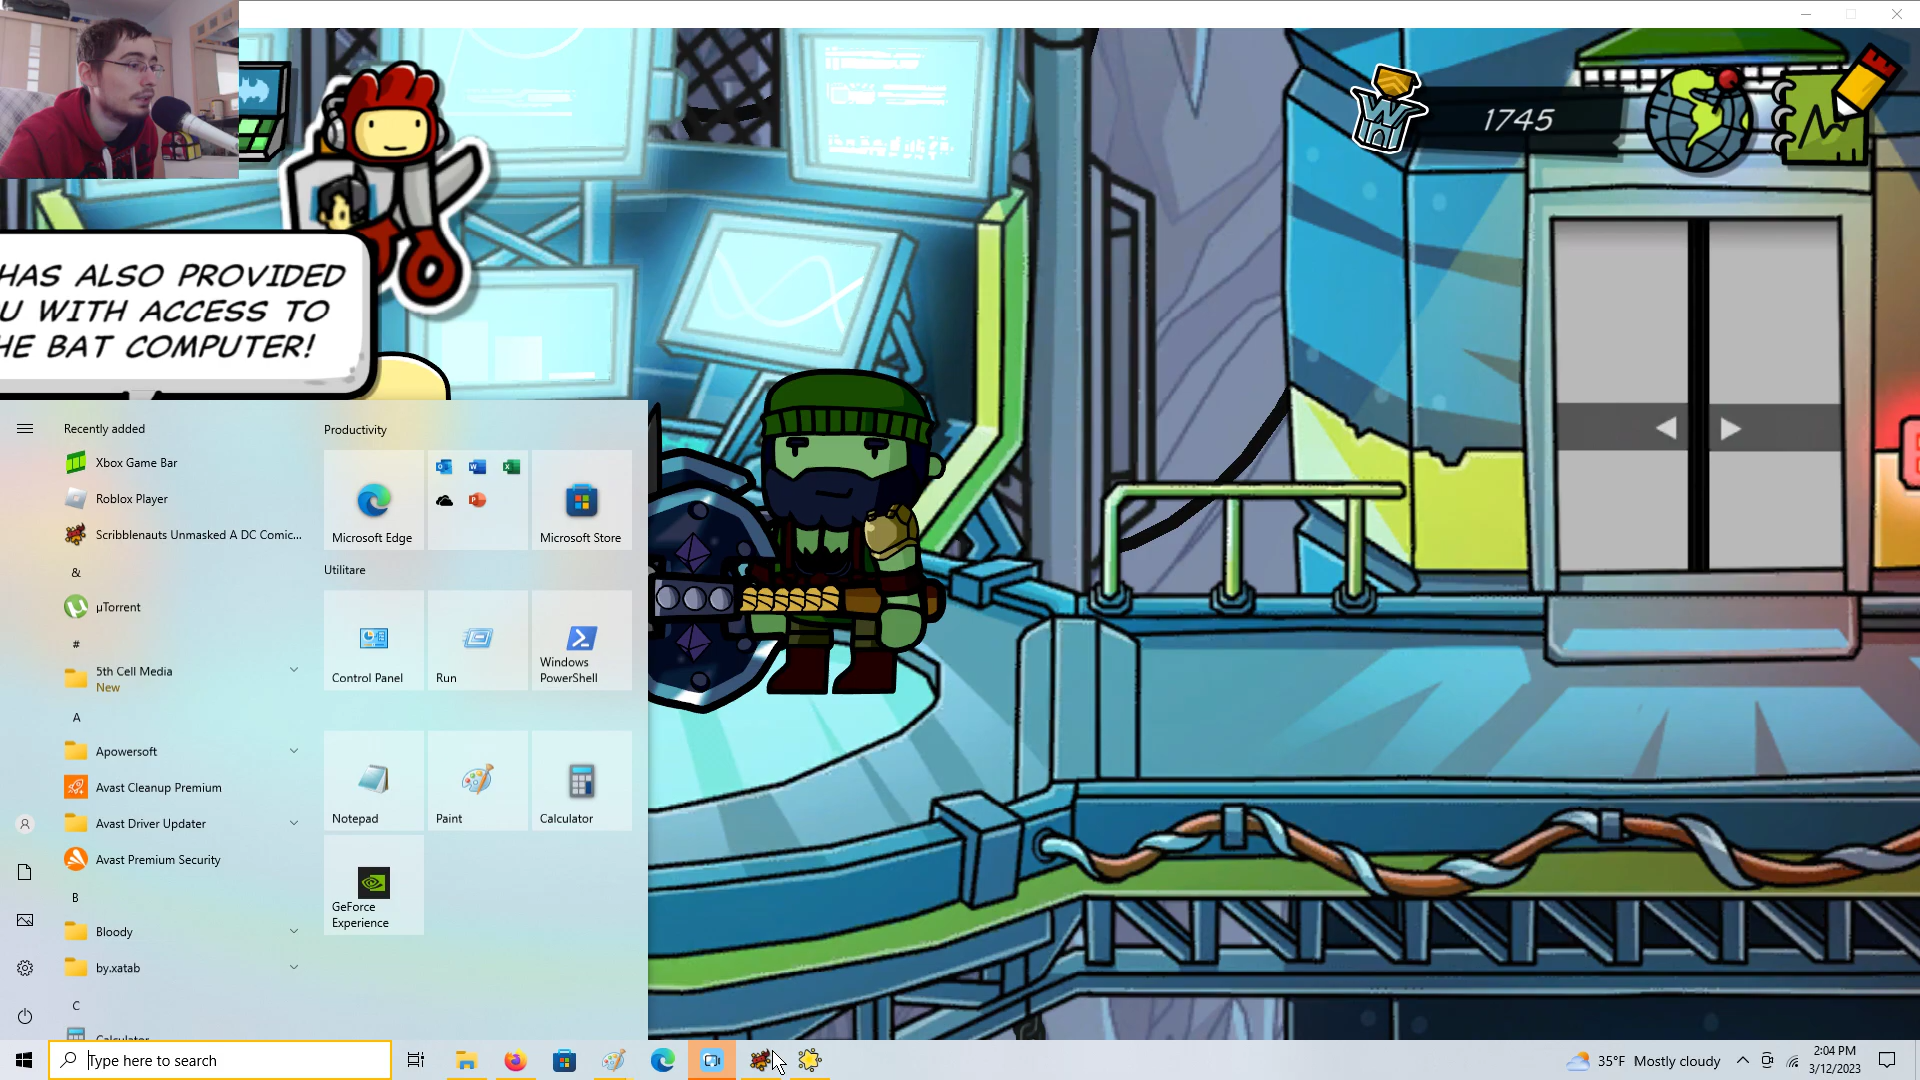 1745
HAS ALSO PROVIDED
U WITH ACCESS TO
HE BAT COMPUTER!
Recently added
Xbox Game Bar
Roblox Player
Scribblenauts Unmasked A DC Comic...
&
µTorrent
#
5th Cell Media
New
A
Apowersoft
Avast Cleanup Premium
Avast Driver Updater
Avast Premium Security
B
Bloody
by.xatab
C
Calculator
Productivity
Microsoft Edge
Microsoft Store
Utilitare
Control Panel
Run
Windows
PowerShell
Notepad
Paint
Calculator
GeForce
Experience
Type here to search
35°F Mostly cloudy
2:04 PM
3/12/2023